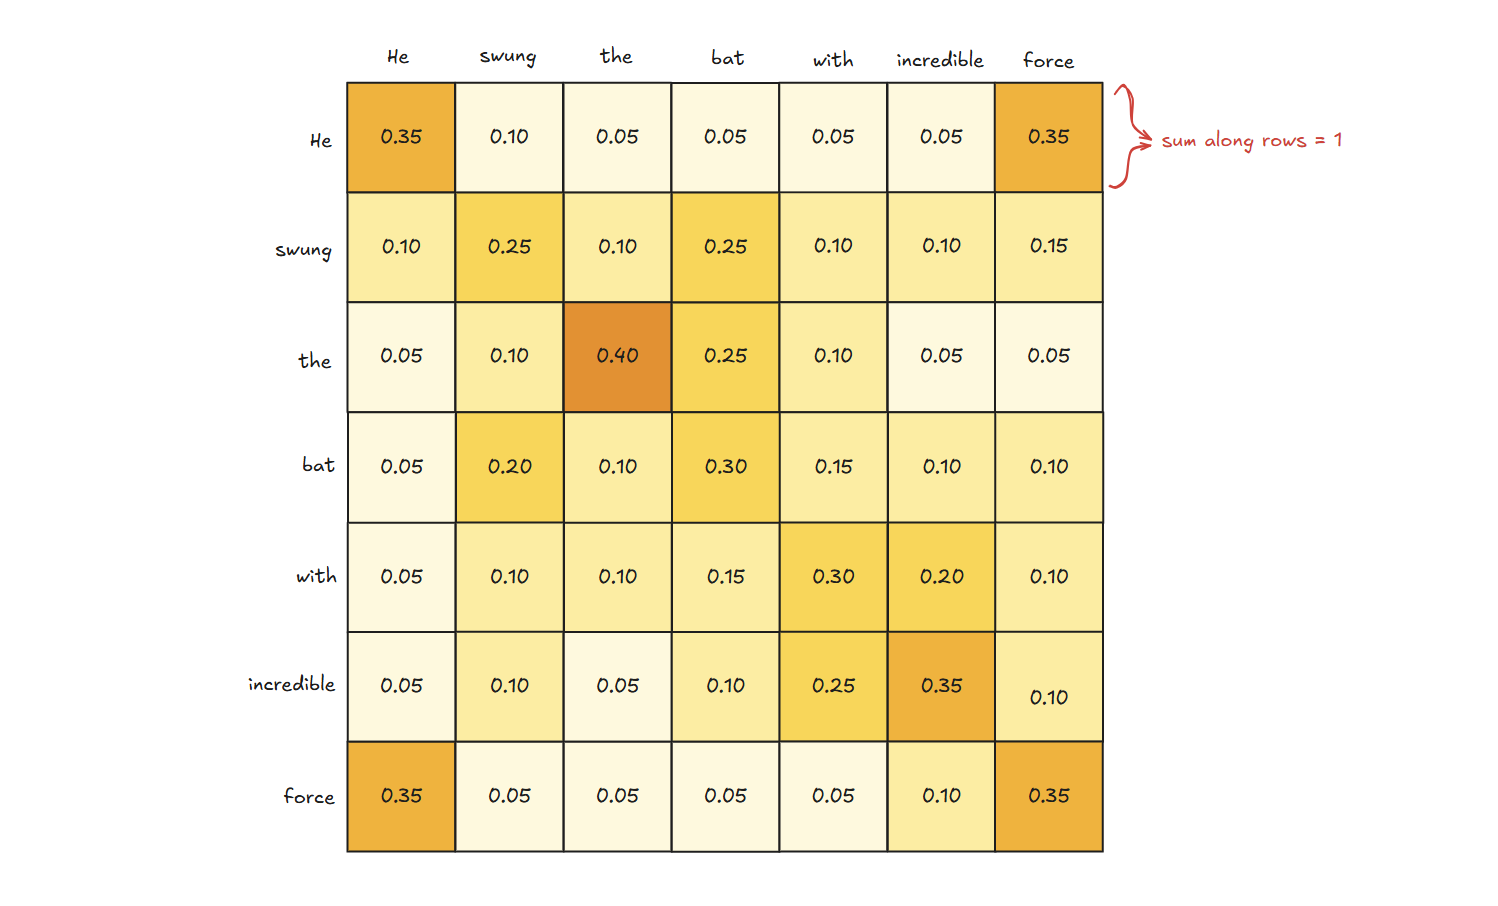 He swung the bat with incredible force
He 0.35 0.10 0.05 0.05 0.05 0.05 0.35 sum along rows = 1
swung 0.10 0.25 0.10 0.25 0.10 0.10 0.15
the 0.05 0.10 0.40 0.25 0.10 0.05 0.05
bat 0.05 0.20 0.10 0.30 0.15 0.10 0.10
with 0.05 0.10 0.10 0.15 0.30 0.20 0.10
incredible 0.05 0.10 0.05 0.10 0.25 0.35 0.10
force 0.35 0.05 0.05 0.05 0.05 0.10 0.35